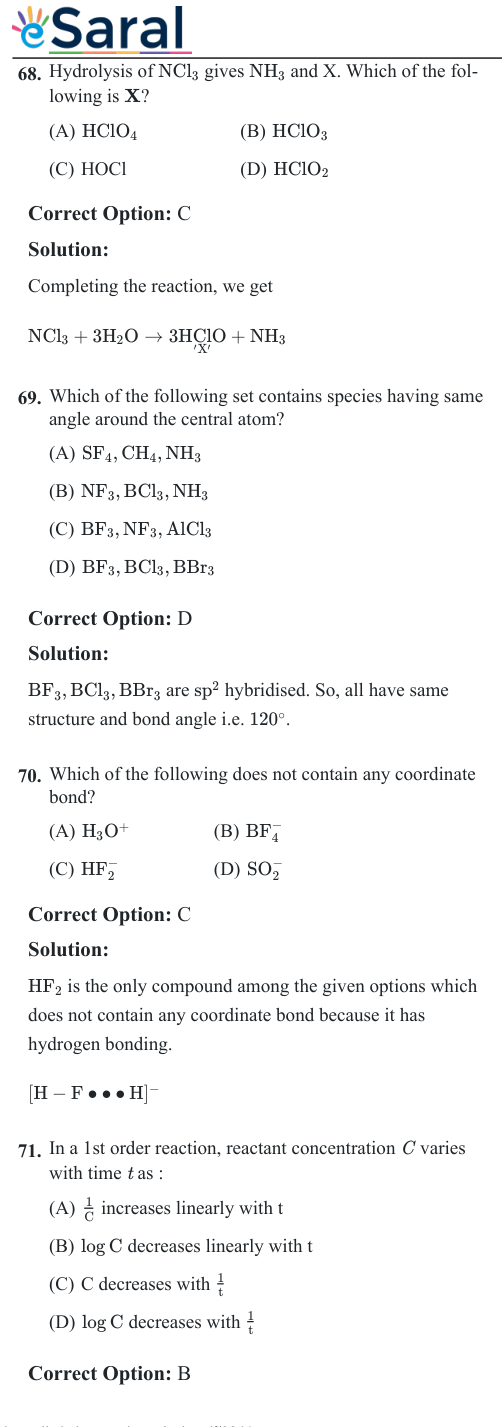 eSaral
68. Hydrolysis of NCl₃ gives NH₃ and X. Which of the fol-
lowing is X?
(A) HClO₄ (B) HClO₃
(C) HOCl (D) HClO₂
Correct Option: C
Solution:
Completing the reaction, we get
NCl₃ + 3H₂O → 3HClO + NH₃
′X′
69. Which of the following set contains species having same
angle around the central atom?
(A) SF₄, CH₄, NH₃
(B) NF₃, BCl₃, NH₃
(C) BF₃, NF₃, AlCl₃
(D) BF₃, BCl₃, BBr₃
Correct Option: D
Solution:
BF₃, BCl₃, BBr₃ are sp² hybridised. So, all have same
structure and bond angle i.e. 120°.
70. Which of the following does not contain any coordinate
bond?
(A) H₃O⁺ (B) BF₄⁻
(C) HF₂⁻ (D) SO₂⁻
Correct Option: C
Solution:
HF₂ is the only compound among the given options which
does not contain any coordinate bond because it has
hydrogen bonding.
[H − F • • • H]⁻
71. In a 1st order reaction, reactant concentration C varies
with time t as :
(A) 1/C increases linearly with t
(B) log C decreases linearly with t
(C) C decreases with 1/t
(D) log C decreases with 1/t
Correct Option: B